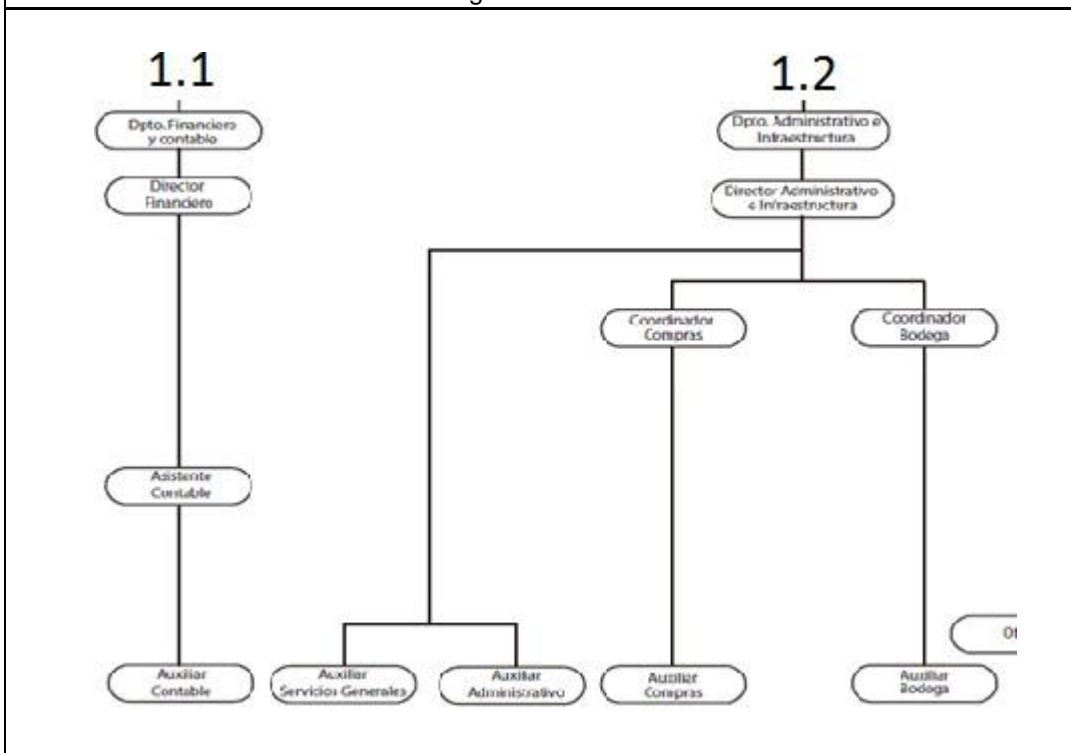 1.1
1.2
Dpto. Financiero
y contable
Dpto. Administrativo e
Infraestructura
Director
Financiero
Director Administrativo
e Infraestructura
Coordinador
Compras
Coordinador
Bodega
Asistente
Contable
Auxiliar
Contable
Auxiliar
Servicios Generales
Auxiliar
Administrativo
Auxiliar
Compras
Auxiliar
Bodega